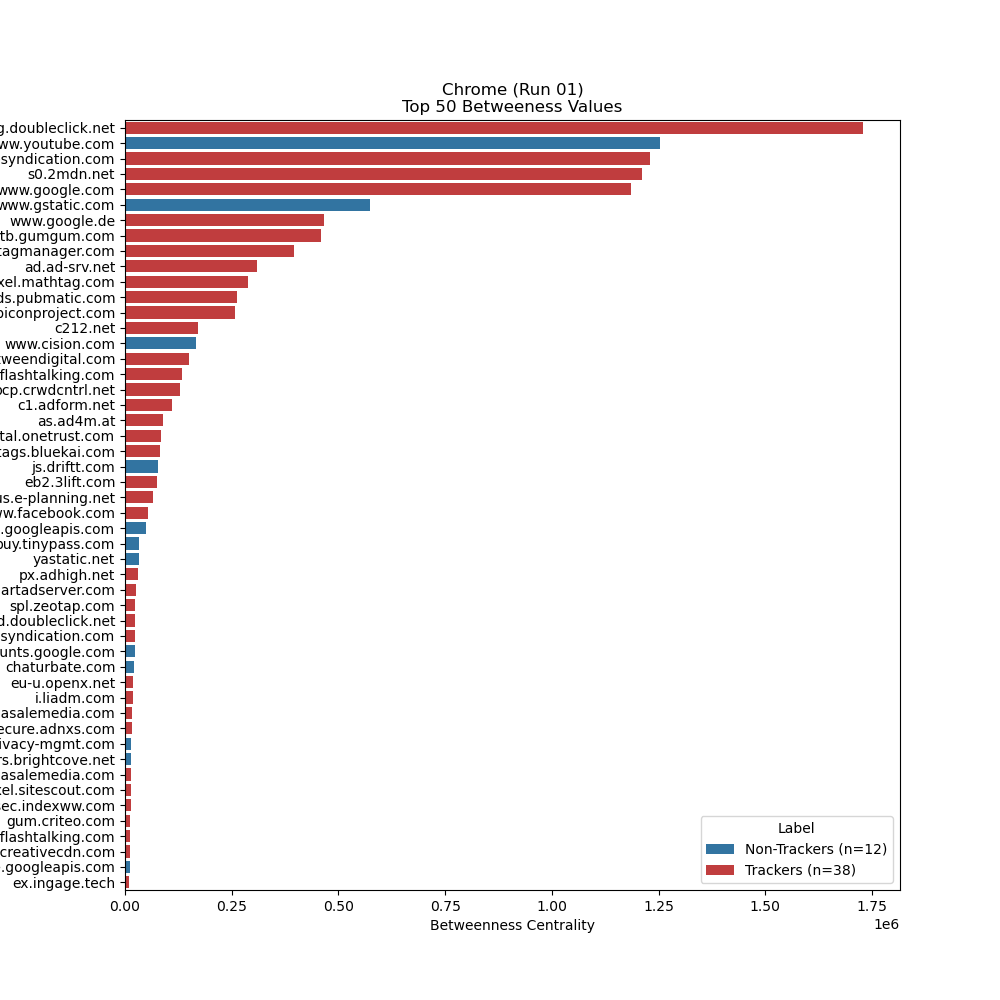 Chrome (Run 01)
Top 50 Betweeness Values
g.doubleclick.net
ww.youtube.com
syndication.com
s0.2mdn.net
www.google.com
www.gstatic.com
www.google.de
tb.gumgum.com
tagmanager.com
ad.ad-srv.net
xel.mathtag.com
ds.pubmatic.com
biconproject.com
c212.net
www.cision.com
tweendigital.com
flashtalking.com
bcp.crwdcntrl.net
c1.adform.net
as.ad4m.at
tal.onetrust.com
tags.bluekai.com
js.driftt.com
eb2.3lift.com
us.e-planning.net
ww.facebook.com
.googleapis.com
buy.tinypass.com
yastatic.net
px.adhigh.net
artadserver.com
spl.zeotap.com
d.doubleclick.net
syndication.com
unts.google.com
chaturbate.com
eu-u.openx.net
i.liadm.com
asalemedia.com
ecure.adnxs.com
ivacy-mgmt.com
rs.brightcove.net
asalemedia.com
xel.sitescout.com
sec.indexww.com
gum.criteo.com
flashtalking.com
creativecdn.com
.googleapis.com
ex.ingage.tech
Label
Non-Trackers (n=12)
Trackers (n=38)
0.00 0.25 0.50 0.75 1.00 1.25 1.50 1.75
1e6
Betweenness Centrality